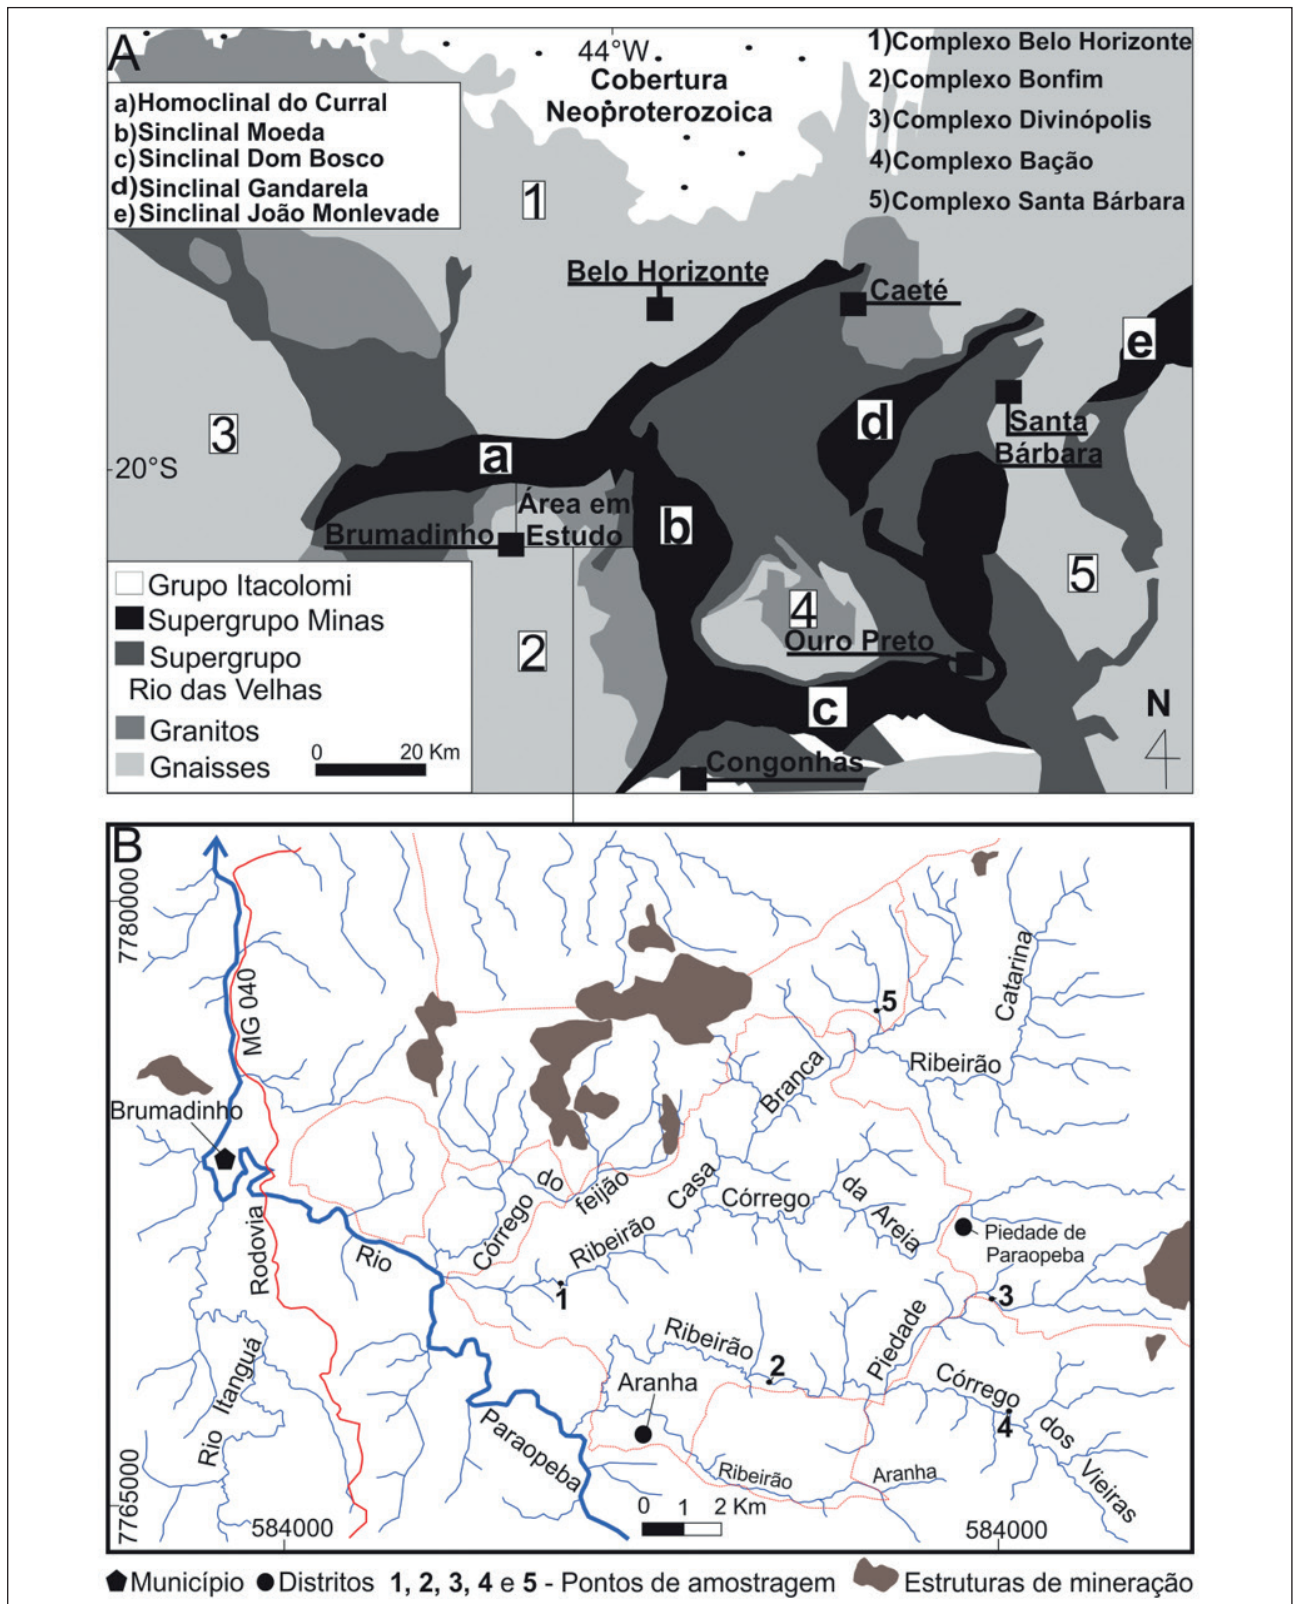 A
44°W
Cobertura
Neoproterozoica
1)Complexo Belo Horizonte
2)Complexo Bonfim
3)Complexo Divinópolis
4)Complexo Bação
5)Complexo Santa Bárbara
a)Homoclinal do Curral
b)Sinclinal Moeda
c)Sinclinal Dom Bosco
d)Sinclinal Gandarela
e)Sinclinal João Monlevade
1
Belo Horizonte
Caeté
e
3
d
Santa
Bárbara
20°S
a
Área em
Estudo
Brumadinho
b
5
4
2
Ouro Preto
c
Congonhas
Grupo Itacolomi
Supergrupo Minas
Supergrupo
Rio das Velhas
Granitos
Gnaisses
0 20 Km
N
B
7780000
MG 040
Brumadinho
Rodovia
Rio
Córrego
do
feijão
Ribeirão
Casa
Branca
5
Catarina
Ribeirão
Córrego
da
Areia
Piedade de
Paraopeba
1
3
Ribeirão
2
Piedade
Córrego
4
dos
Vieiras
Aranha
Rio
Itanguá
Paraopeba
Ribeirão
Aranha
7765000
584000
0 1 2 Km
584000
Município
Distritos
1, 2, 3, 4 e 5 - Pontos de amostragem
Estruturas de mineração